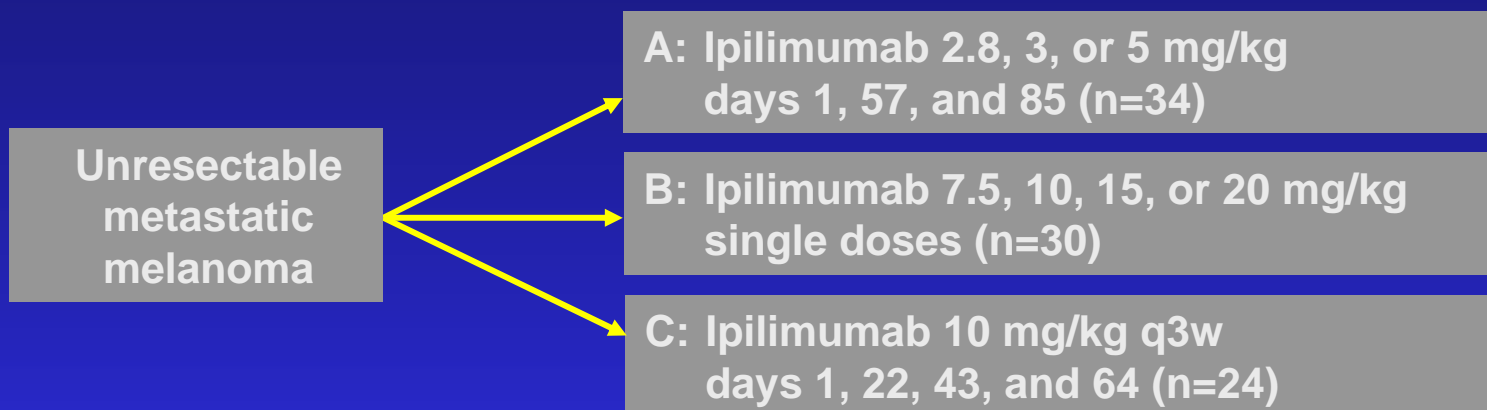 Unresectable
metastatic
melanoma
A: Ipilimumab 2.8, 3, or 5 mg/kg
days 1, 57, and 85 (n=34)
B: Ipilimumab 7.5, 10, 15, or 20 mg/kg
single doses (n=30)
C: Ipilimumab 10 mg/kg q3w
days 1, 22, 43, and 64 (n=24)